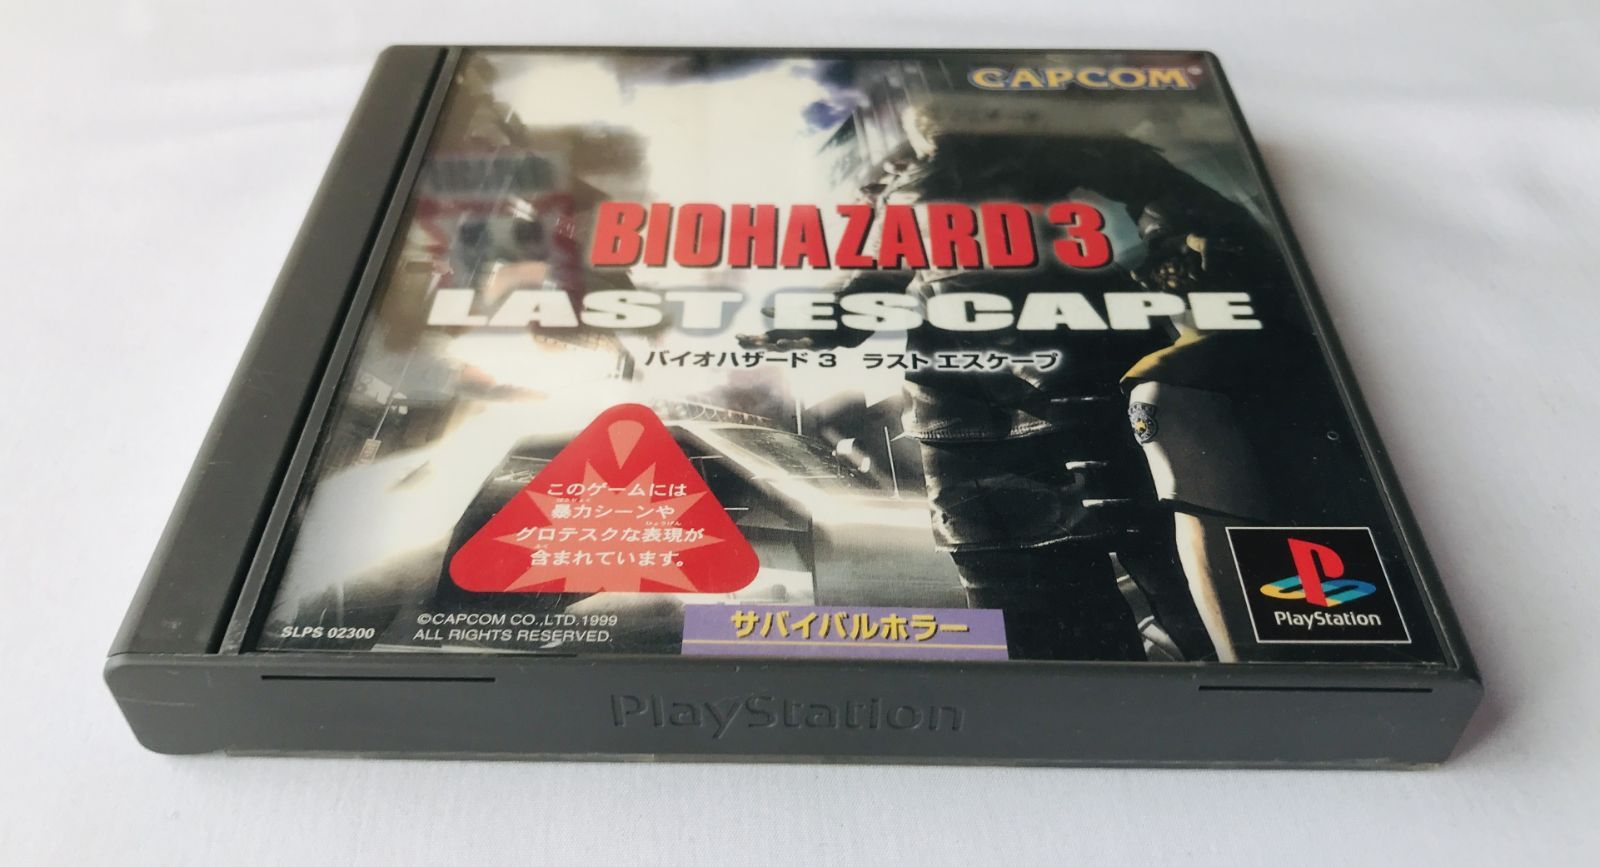 CAPCOM®
BIOHAZARD 3
LAST ESCAPE
バイオハザード 3 ラスト エスケープ
このゲームには
暴力シーンや
グロテスクな表現が
含まれています。
SLPS 02300
©CAPCOM CO.,LTD.1999
ALL RIGHTS RESERVED.
サバイバルホラー
PlayStation
PlayStation